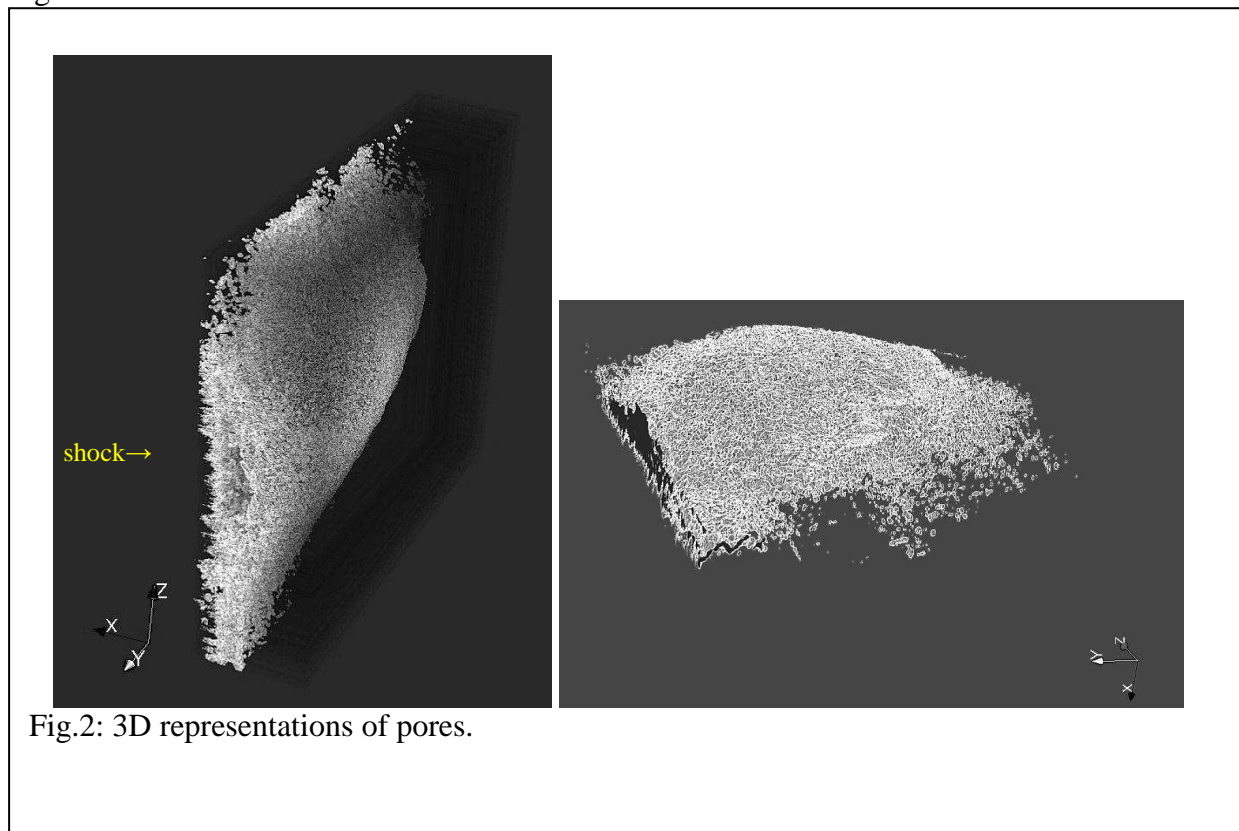 shock→
Z
X
Y
Z
Y
X
Fig.2: 3D representations of pores.